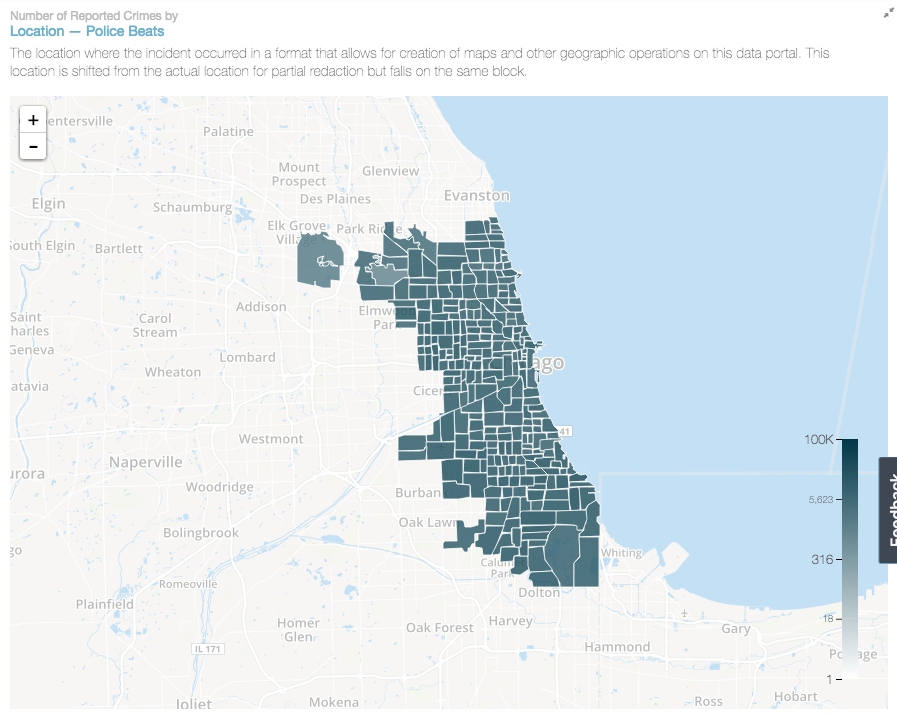 Number of Reported Crimes by
Location — Police Beats
The location where the incident occurred in a format that allows for creation of maps and other geographic operations on this data portal. This
location is shifted from the actual location for partial redaction but falls on the same block.
+
-
entersville
Palatine
Mount
Prospect
Glenview
Evanston
Elgin
Schaumburg
Des Plaines
Elk Grove
Village
Park Ridge
South Elgin
Bartlett
Addison
Elmwood
Park
Saint
harles
Carol
Stream
Geneva
Lombard
ago
Wheaton
atavia
Cicer
41
Westmont
100K
urora
Naperville
Woodridge
Burban
5,623
Feedback
Oak Lawn
Bolingbrook
go
Whiting
316
Calumet
Park
Romeoville
Dolton
Plainfield
18
Homer
Glen
Oak Forest
Harvey
Gary
IL 171
Hammond
Portage
1
Joliet
Mokena
Ross
Hobart